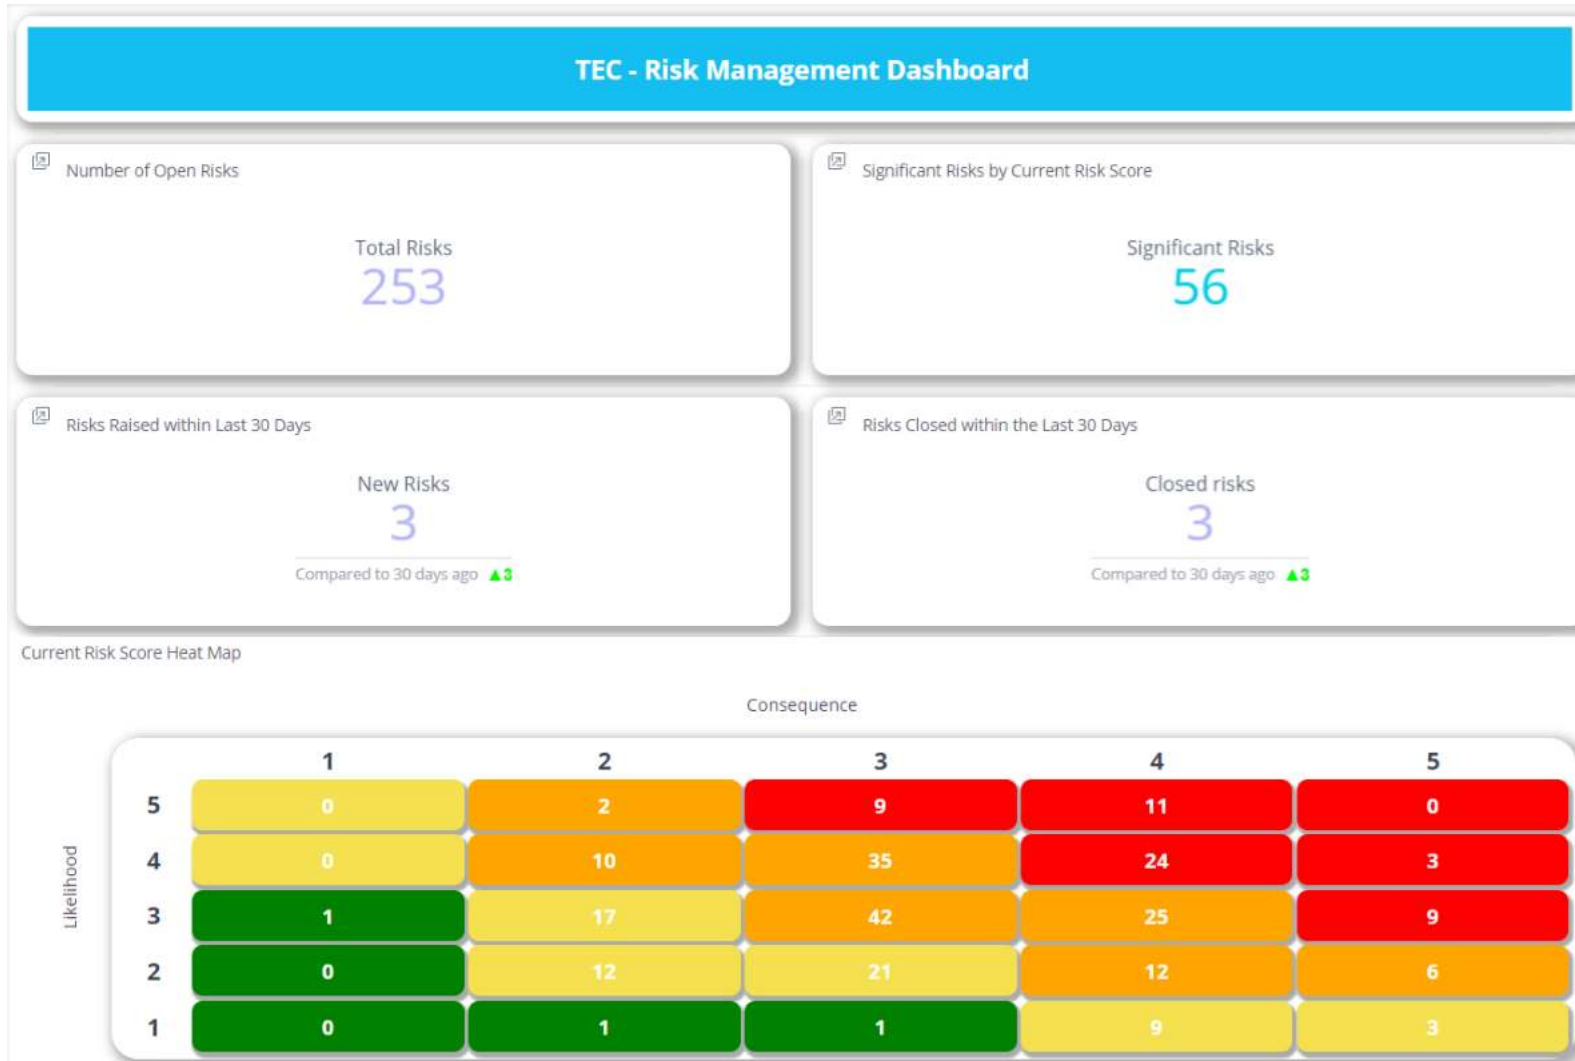 TEC - Risk Management Dashboard
Number of Open Risks
Total Risks
253
Significant Risks by Current Risk Score
Significant Risks
56
Risks Raised within Last 30 Days
New Risks
3
Compared to 30 days ago ▲3
Risks Closed within the Last 30 Days
Closed risks
3
Compared to 30 days ago ▲3
Current Risk Score Heat Map
Consequence
1 2 3 4 5
Likelihood
5 0 2 9 11 0
4 0 10 35 24 3
3 1 17 42 25 9
2 0 12 21 12 6
1 0 1 1 9 3